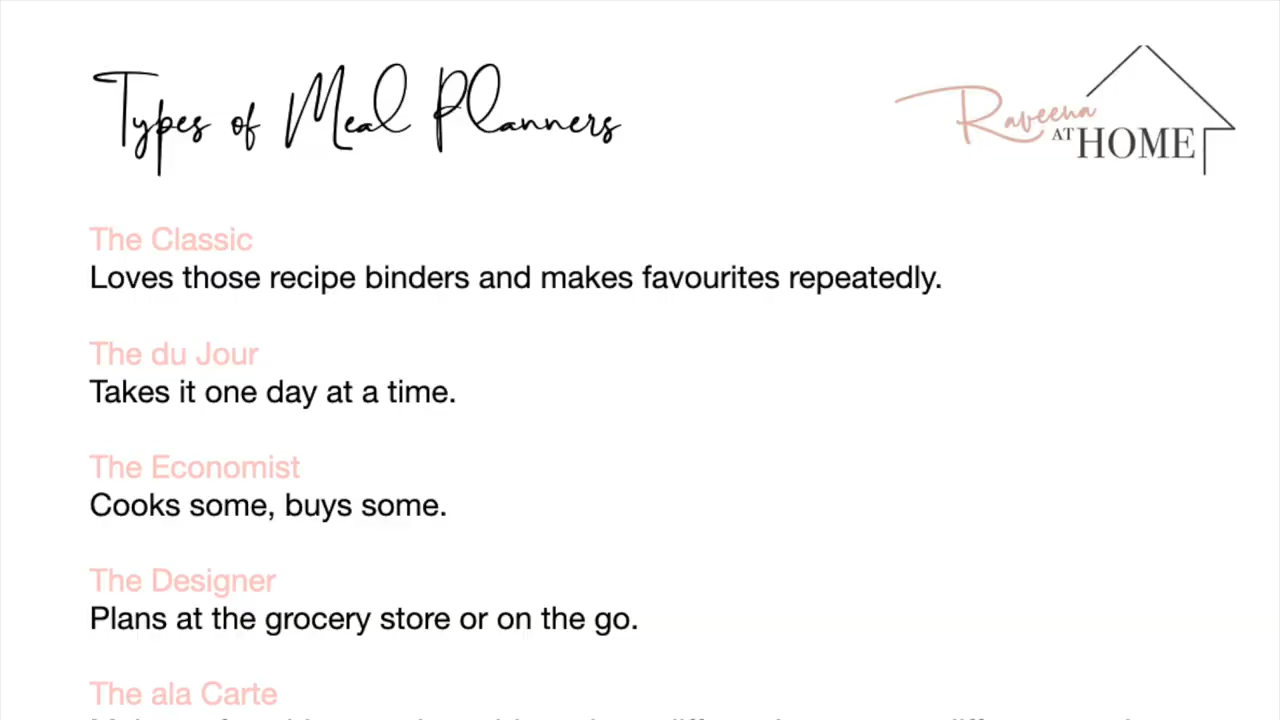 Types of Meal Planners
Raveena
AT HOME
The Classic
Loves those recipe binders and makes favourites repeatedly.
The du Jour
Takes it one day at a time.
The Economist
Cooks some, buys some.
The Designer
Plans at the grocery store or on the go.
The ala Carte